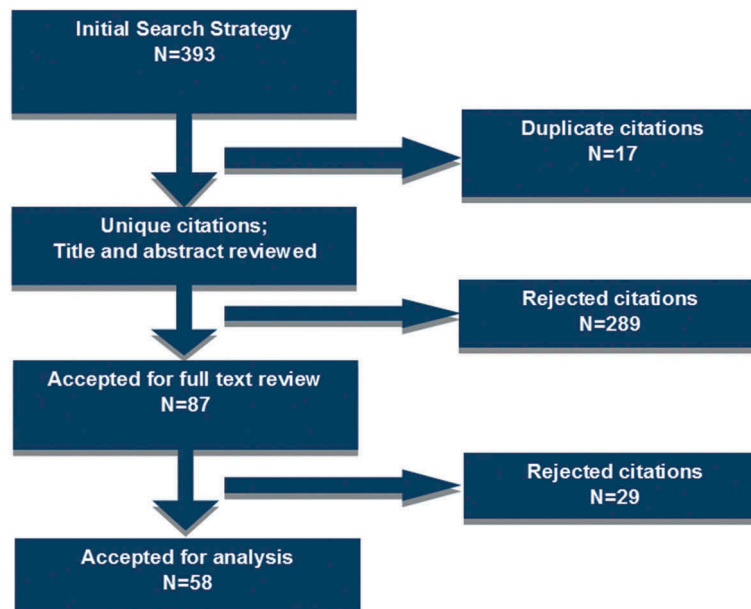 Initial Search Strategy
N=393
Duplicate citations
N=17
Unique citations;
Title and abstract reviewed
Rejected citations
N=289
Accepted for full text review
N=87
Rejected citations
N=29
Accepted for analysis
N=58